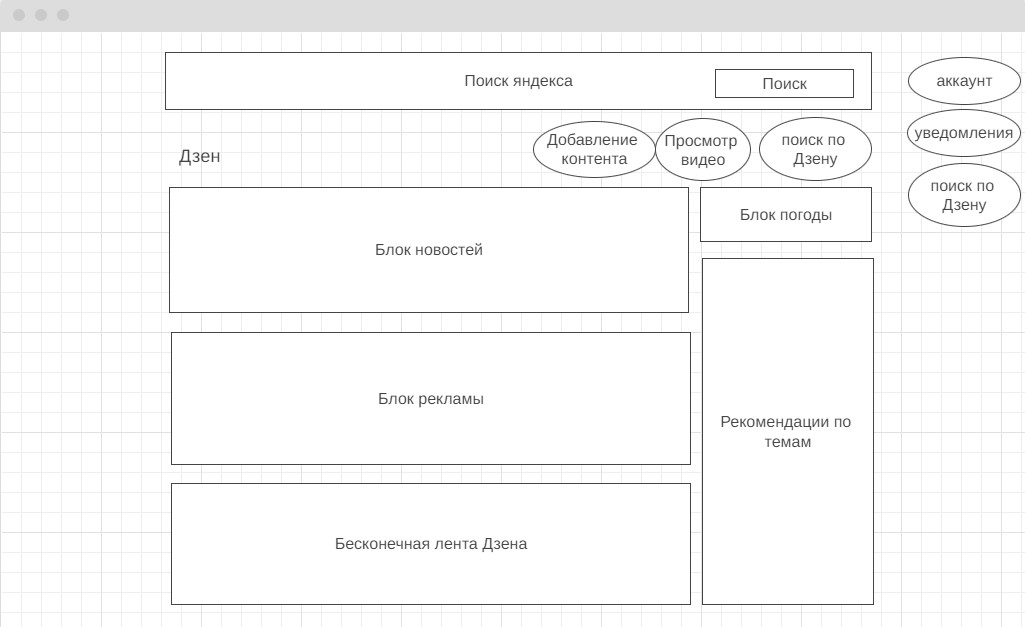 Поиск яндекса
Поиск
аккаунт
Дзен
Добавление
контента
Просмотр
видео
поиск по
Дзену
уведомления
поиск по
Дзену
Блок новостей
Блок погоды
Блок рекламы
Рекомендации по
темам
Бесконечная лента Дзена